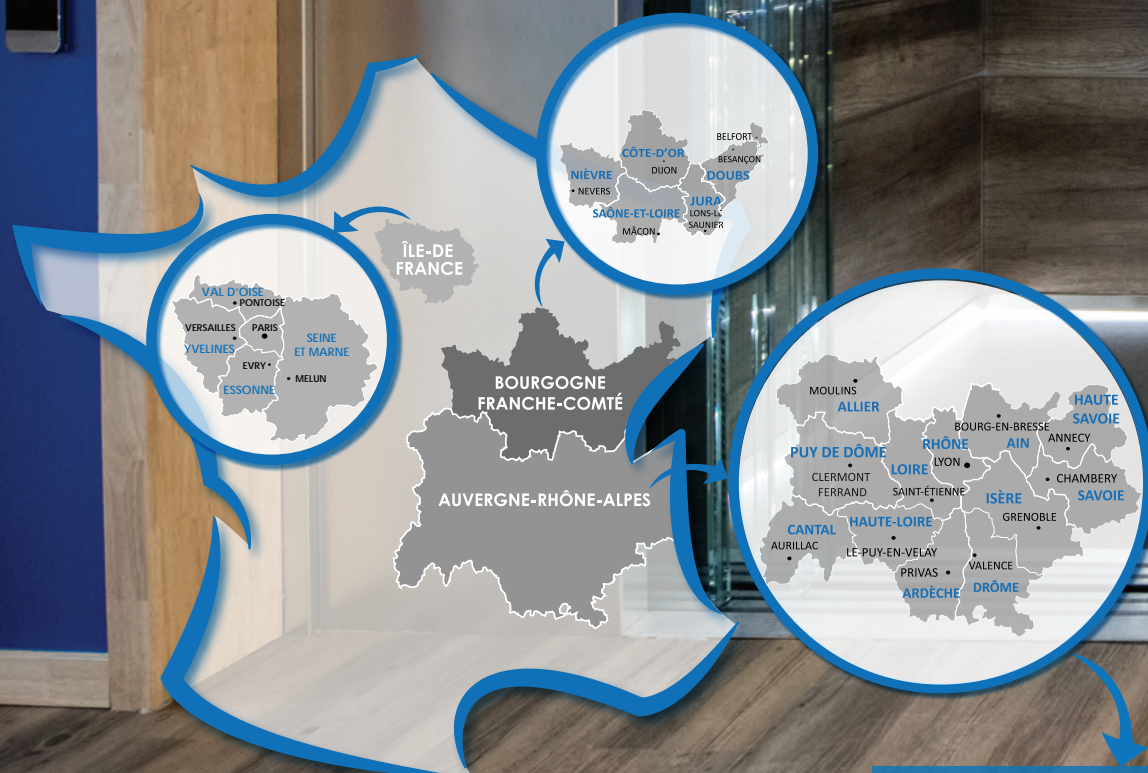 CÔTE-D'OR
DIJON
BELFORT
BESANÇON
NIÈVRE
NEVERS
DOUBS
JURA
SAÔNE-ET-LOIRE
LONS-LE
SAUNIER
MÂCON
ÎLE-DE
FRANCE
VAL D'OISE
PONTOISE
VERSAILLES
PARIS
YVELINES
SEINE
ET MARNE
EVRY
MELUN
ESSONNE
BOURGOGNE
FRANCHE-COMTÉ
AUVERGNE-RHÔNE-ALPES
MOULINS
ALLIER
HAUTE
SAVOIE
BOURG-EN-BRESSE
AIN
ANNECY
RHÔNE
LYON
PUY DE DÔME
CLERMONT
FERRAND
LOIRE
SAINT-ÉTIENNE
CHAMBERY
SAVOIE
ISÈRE
GRENOBLE
CANTAL
AURILLAC
HAUTE-LOIRE
LE-PUY-EN-VELAY
PRIVAS
VALENCE
ARDÈCHE
DRÔME